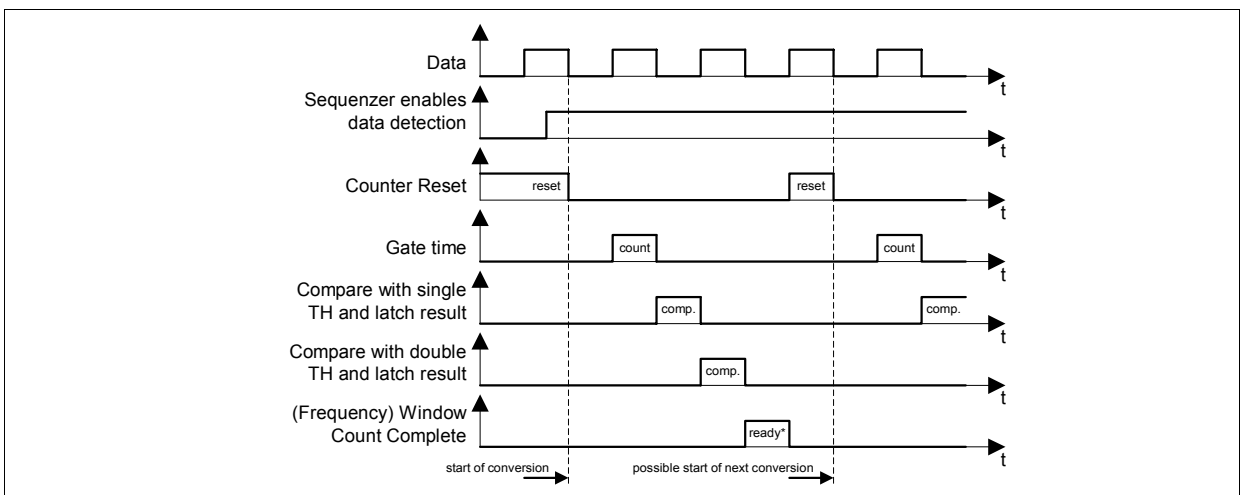 Data
t
Sequenzer enables
data detection
t
Counter Reset
reset
reset
t
Gate time
count
count
t
Compare with single
TH and latch result
comp.
comp.
t
Compare with double
TH and latch result
comp.
t
(Frequency) Window
Count Complete
ready*
t
start of conversion
possible start of next conversion